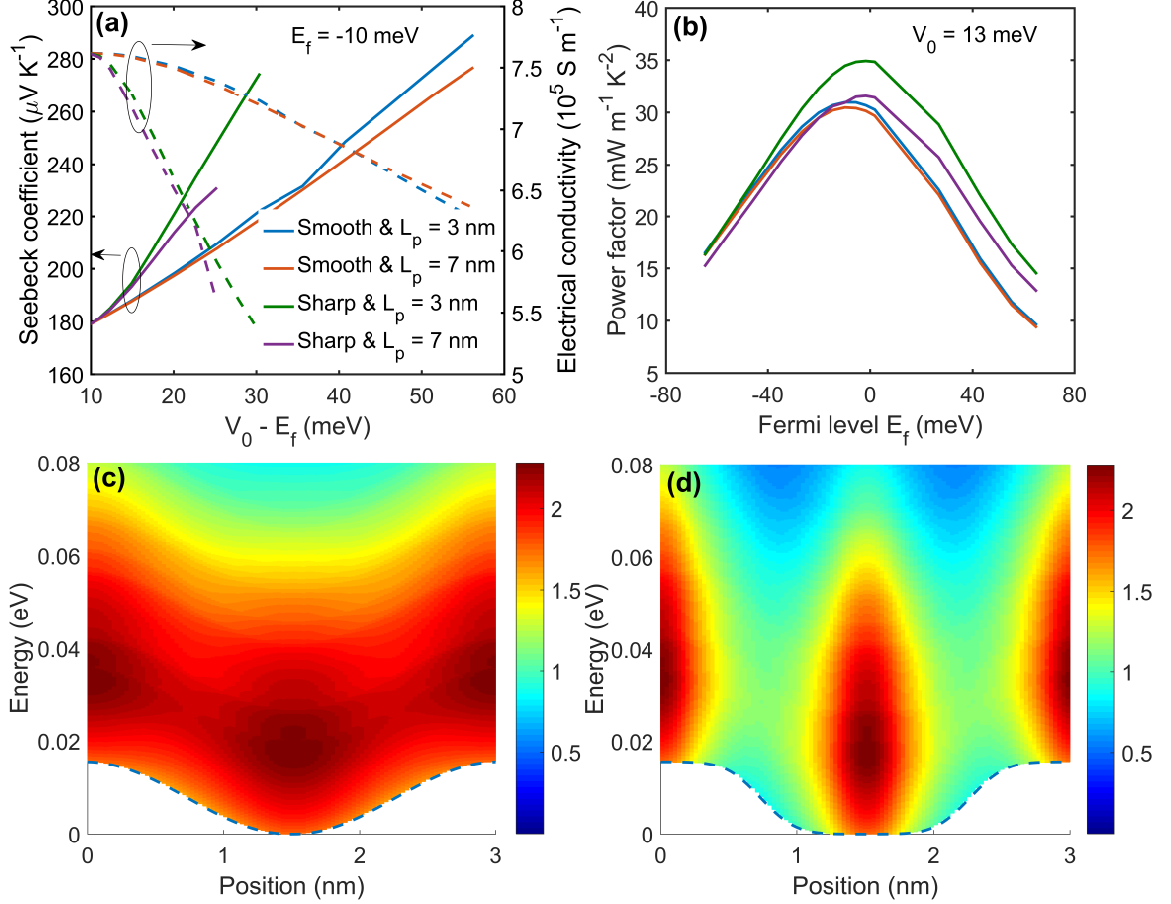 (a)
E_f = -10 meV
Seebeck coefficient (μV K^-1)
300
280
260
240
220
200
180
160
8
7.5
7
6.5
6
5.5
5
Electrical conductivity (10^5 S m^-1)
Smooth & L_p = 3 nm
Smooth & L_p = 7 nm
Sharp & L_p = 3 nm
Sharp & L_p = 7 nm
10 20 30 40 50 60
V_0 - E_f (meV)
(b)
V_0 = 13 meV
Power factor (mW m^-1 K^-2)
40
35
30
25
20
15
10
5
-80 -40 0 40 80
Fermi level E_f (meV)
(c)
Energy (eV)
0.08
0.06
0.04
0.02
0
0 1 2 3
Position (nm)
2
1.5
1
0.5
(d)
Energy (eV)
0.08
0.06
0.04
0.02
0
0 1 2 3
Position (nm)
2
1.5
1
0.5